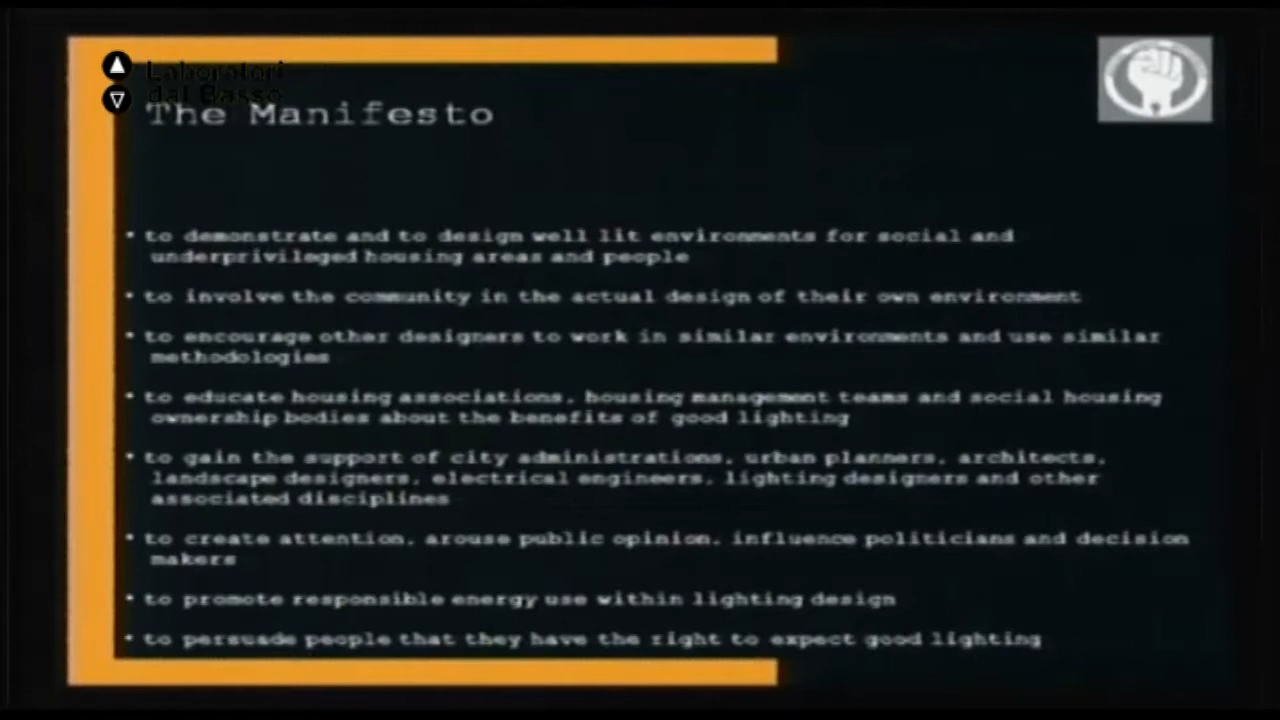 Laboratori
dal Basso
The Manifesto
• to demonstrate and to design well lit environments for social and
underprivileged housing areas and people
• to involve the community in the actual design of their own environment
• to encourage other designers to work in similar environments and use similar
methodologies
• to educate housing associations, housing management teams and social housing
ownership bodies about the benefits of good lighting
• to gain the support of city administrations, urban planners, architects,
landscape designers, electrical engineers, lighting designers and other
associated disciplines
• to create attention, arouse public opinion, influence politicians and decision
makers
• to promote responsible energy use within lighting design
• to persuade people that they have the right to expect good lighting